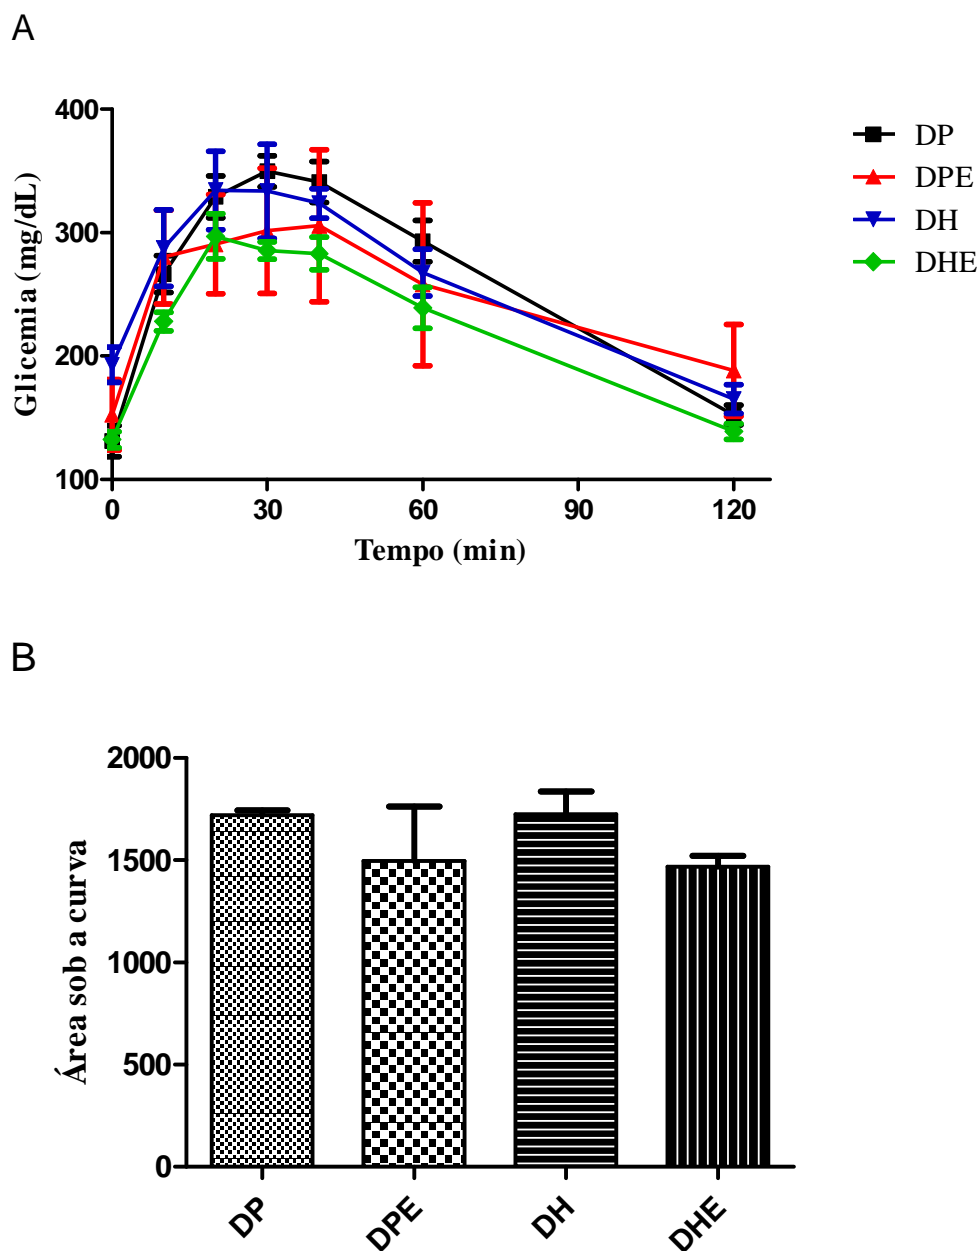 A
400
300
200
100
Glicemia (mg/dL)
0
30
60
90
120
Tempo (min)
DP
DPE
DH
DHE
B
2000
1500
1000
500
0
Área sob a curva
DP
DPE
DH
DHE